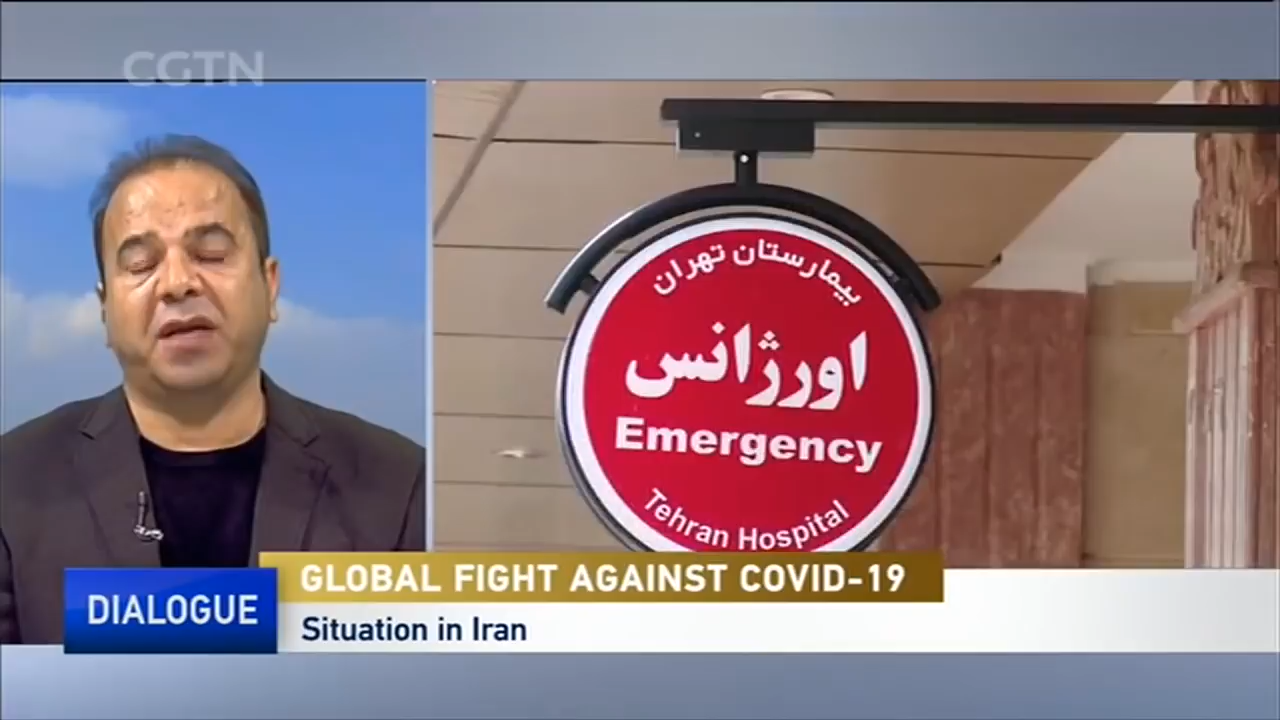 CGTN
بیمارستان تهران
اورژانس
Emergency
Tehran Hospital
GLOBAL FIGHT AGAINST COVID-19
DIALOGUE
Situation in Iran